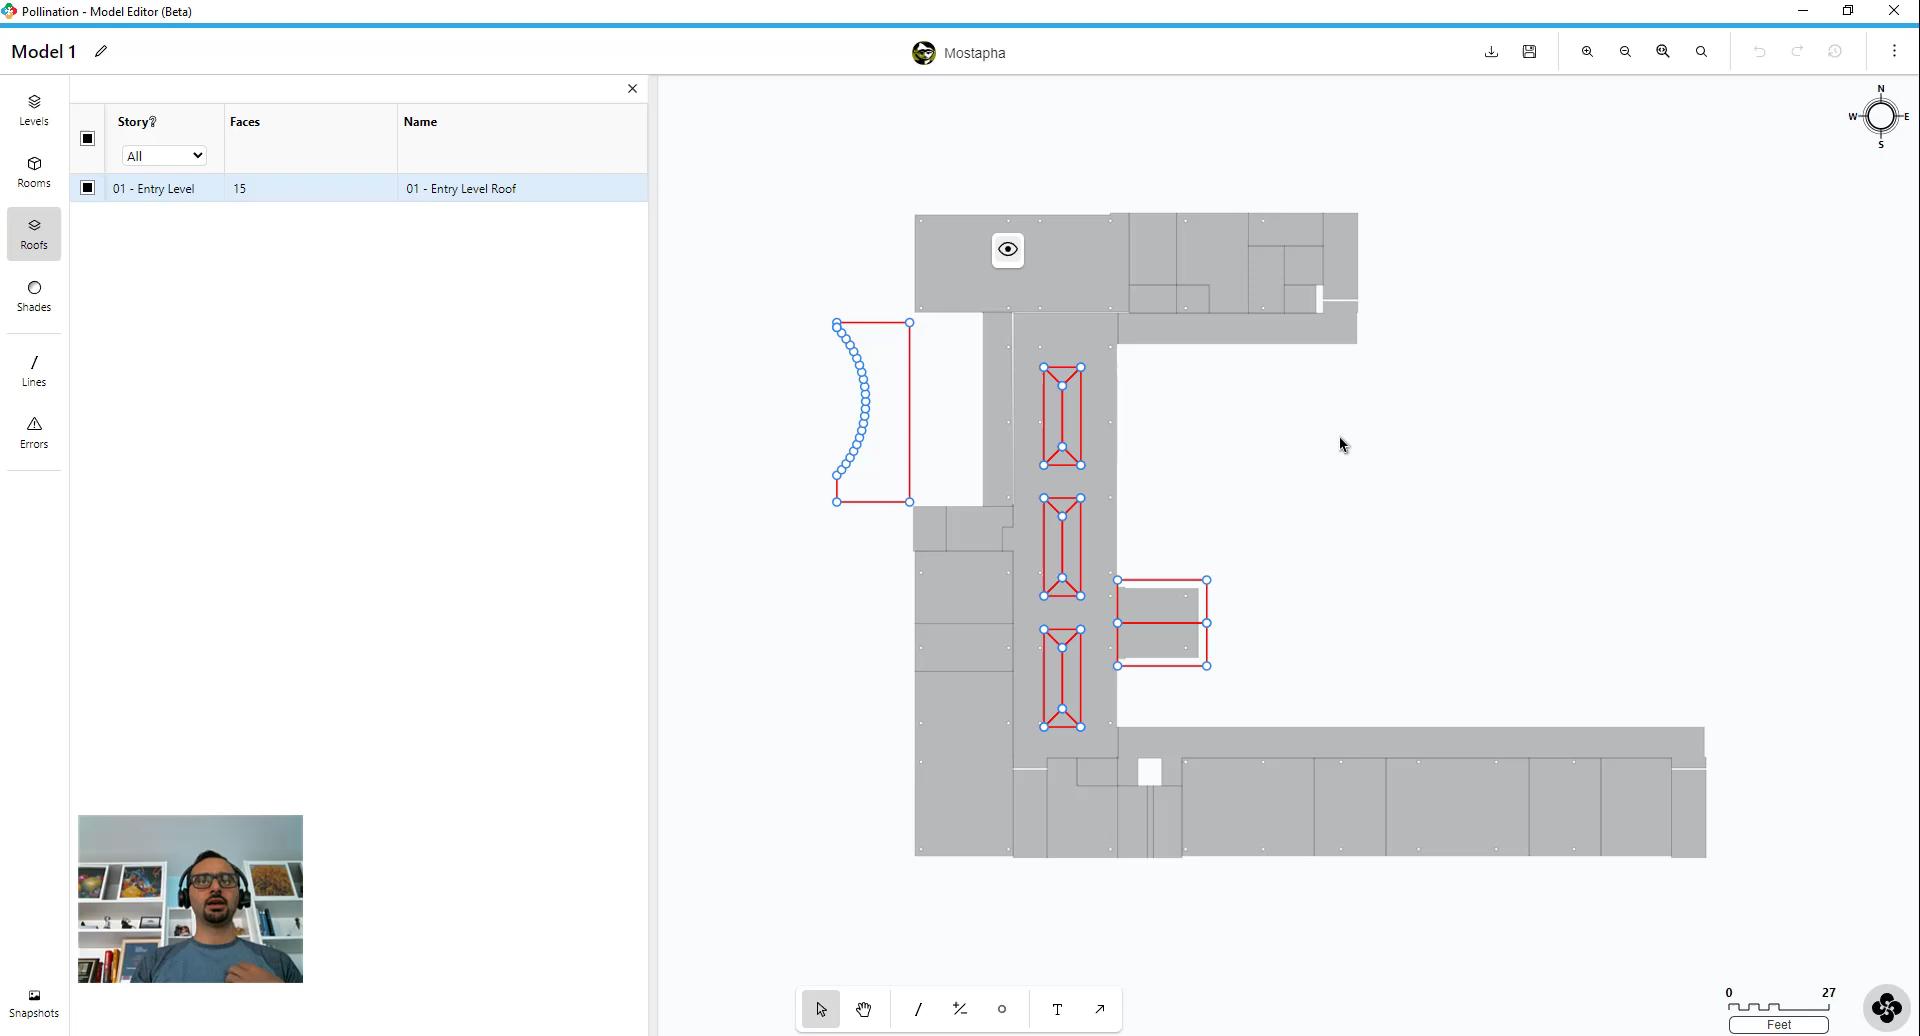 Pollination - Model Editor (Beta)
Model 1
Mostapha
Levels
Rooms
Roofs
Shades
Lines
Errors
Snapshots
Story?
Faces
Name
All
01 - Entry Level
15
01 - Entry Level Roof
N
W
E
S
T
0
27
Feet